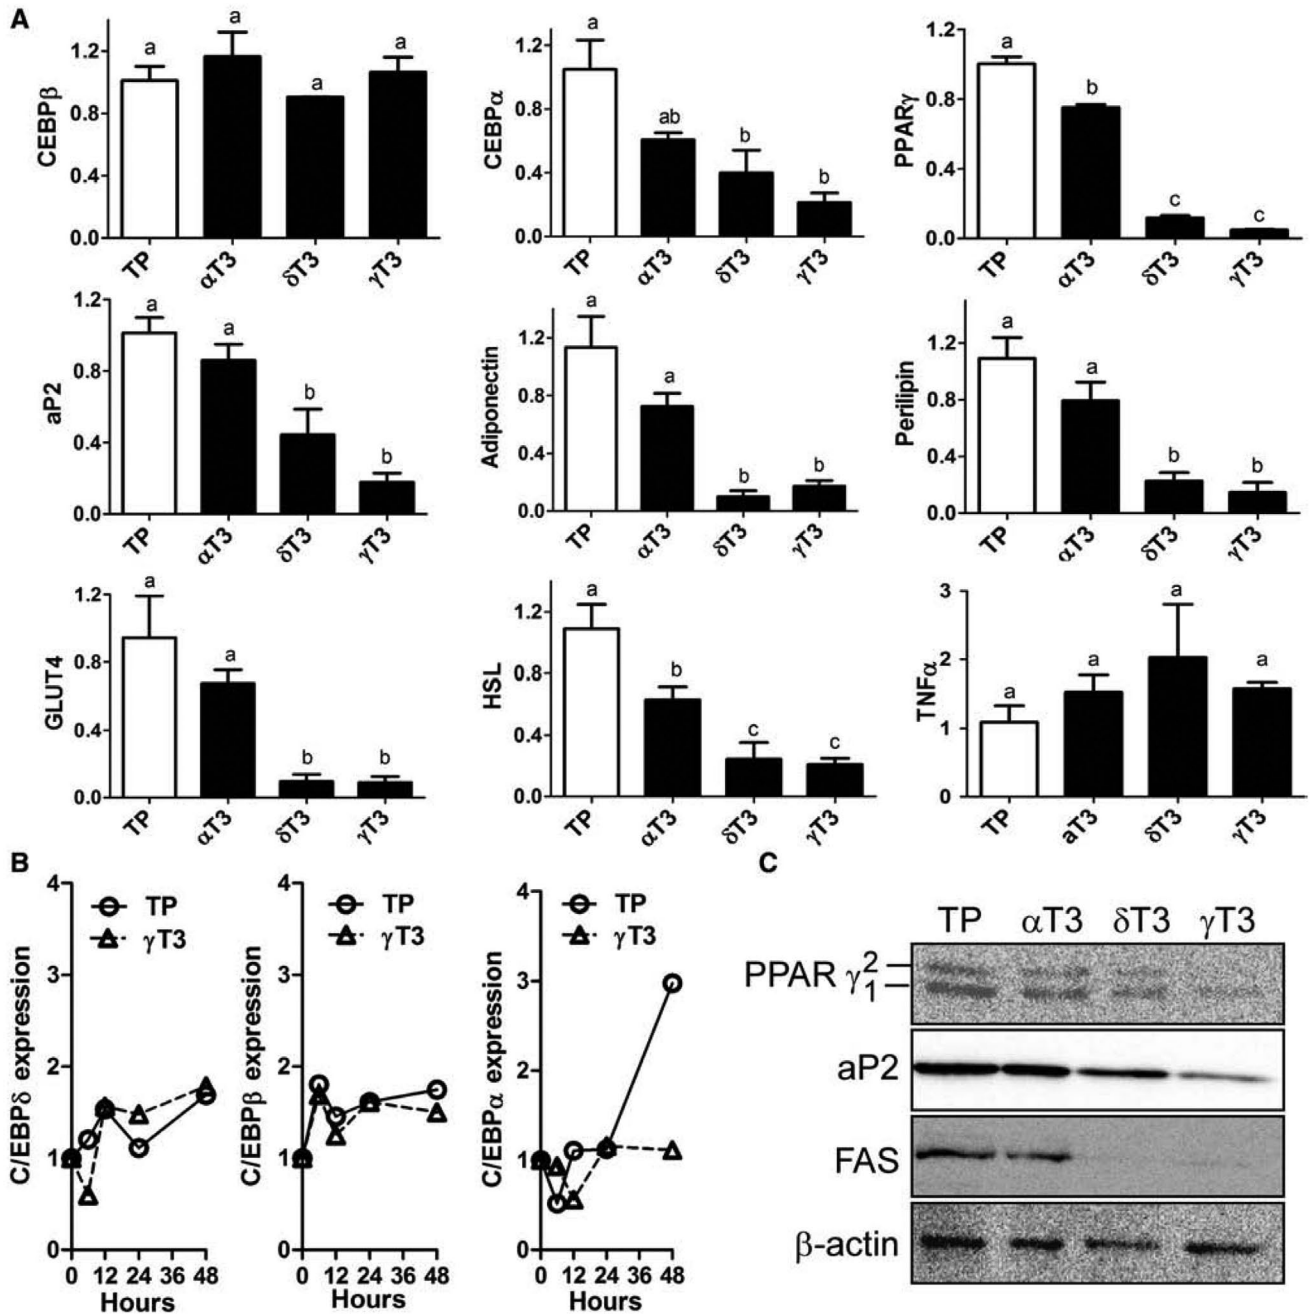 A
CEBPβ
1.2
0.8
0.4
0.0
a a a a
TP αT3 δT3 γT3
CEBPα
1.2
0.8
0.4
0.0
a ab b b
TP αT3 δT3 γT3
PPARγ
1.2
0.8
0.4
0.0
a b c c
TP αT3 δT3 γT3
aP2
1.2
0.8
0.4
0.0
a a b b
TP αT3 δT3 γT3
Adiponectin
1.2
0.8
0.4
0.0
a a b b
TP αT3 δT3 γT3
Perilipin
1.2
0.8
0.4
0.0
a a b b
TP αT3 δT3 γT3
GLUT4
1.2
0.8
0.4
0.0
a a b b
TP αT3 δT3 γT3
HSL
1.2
0.8
0.4
0.0
a b c c
TP αT3 δT3 γT3
TNFα
3
2
1
0
a a a a
TP aT3 δT3 γT3
B
C/EBPδ expression
4
3
2
1
0
TP
γT3
0 12 24 36 48
Hours
C/EBPβ expression
4
3
2
1
0
TP
γT3
0 12 24 36 48
Hours
C/EBPα expression
4
3
2
1
0
TP
γT3
0 12 24 36 48
Hours
C
TP αT3 δT3 γT3
PPAR γ 2
1
aP2
FAS
β-actin